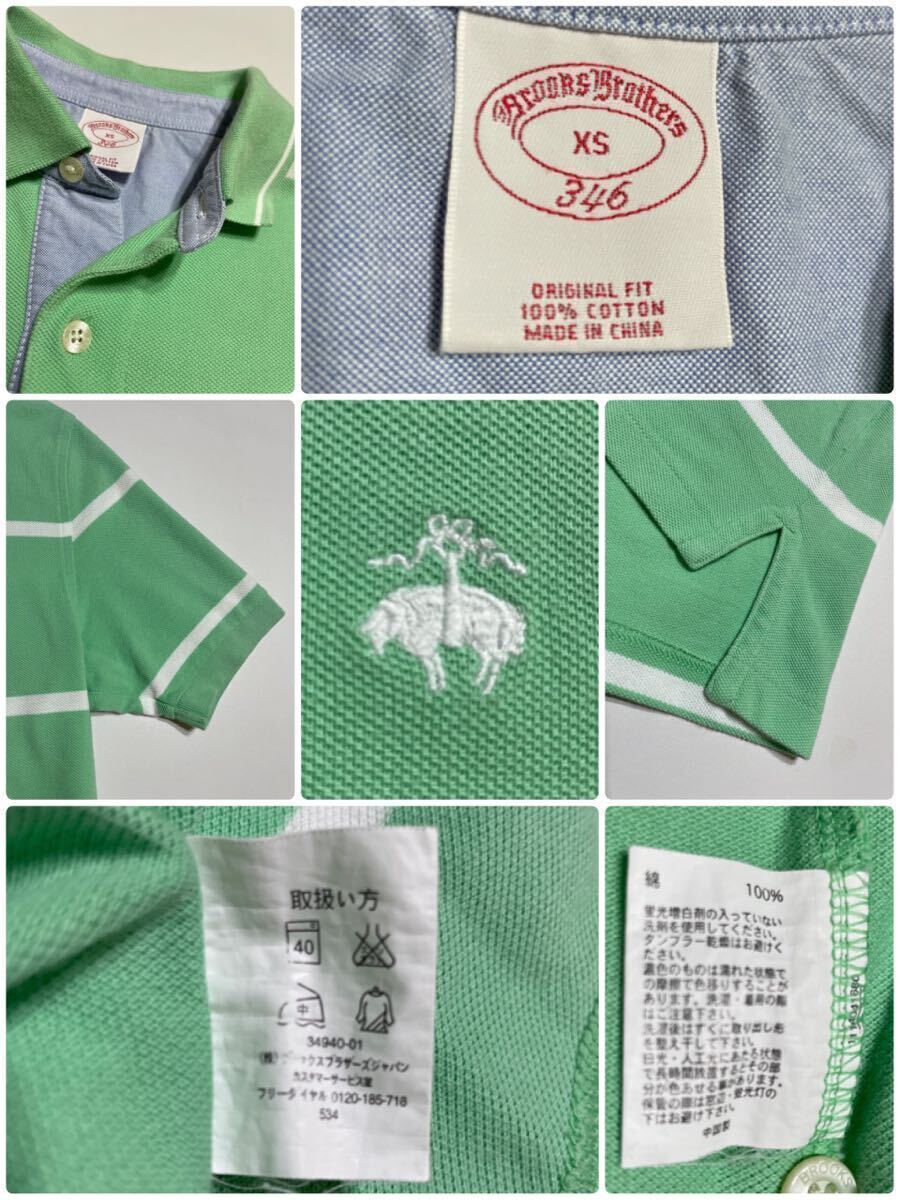 Brooks Brothers
XS
346
ORIGINAL FIT
Brooks Brothers
XS
346
ORIGINAL FIT
100% COTTON
MADE IN CHINA
取扱い方
40
中
34940-01
(株)ブルックスブラザーズジャパン
カスタマーサービス室
フリーダイヤル 0120-185-718
534
綿 100%
蛍光増白剤の入っていない
洗剤を使用してください。
タンブラー乾燥はお避けく
ださい。
濃色のものは濡れた状態で
の摩擦で色移りすることが
あります。洗濯・着用の際
はご注意下さい。
洗濯後はすぐに取り出し形
を整え干して下さい。
日光・人工光にあたる状態
で長時間放置するとその部
分が色あせる事があります。
保管の際は窓辺・蛍光灯の
下はお避け下さい。
中国製
BROOKS